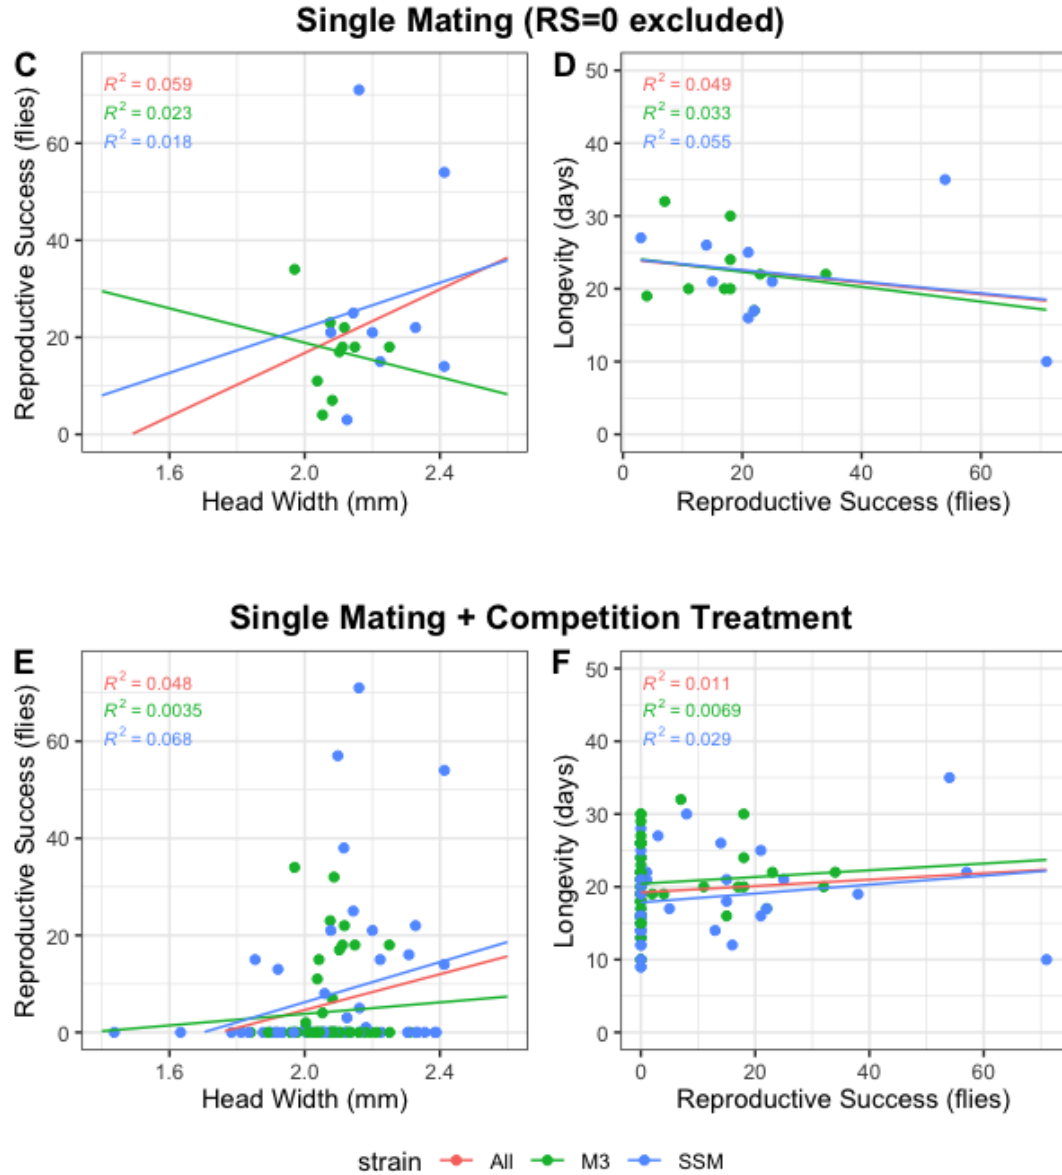 Single Mating (RS=0 excluded)
C
R² = 0.059
R² = 0.023
R² = 0.018
Reproductive Success (flies)
60
40
20
0
1.6 2.0 2.4
Head Width (mm)
D
R² = 0.049
R² = 0.033
R² = 0.055
Longevity (days)
50
40
30
20
10
0
0 20 40 60
Reproductive Success (flies)
Single Mating + Competition Treatment
E
R² = 0.048
R² = 0.0035
R² = 0.068
Reproductive Success (flies)
60
40
20
0
1.6 2.0 2.4
Head Width (mm)
F
R² = 0.011
R² = 0.0069
R² = 0.029
Longevity (days)
50
40
30
20
10
0
0 20 40 60
Reproductive Success (flies)
strain All M3 SSM